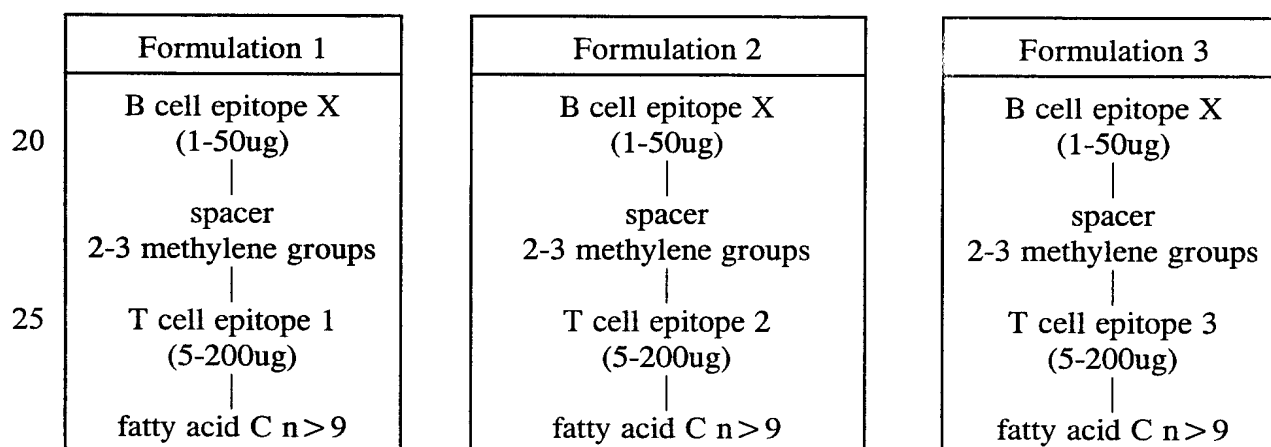 Formulation 1 Formulation 2 Formulation 3
B cell epitope X B cell epitope X B cell epitope X
20 (1-50ug) (1-50ug) (1-50ug)
spacer spacer spacer
2-3 methylene groups 2-3 methylene groups 2-3 methylene groups
25 T cell epitope 1 T cell epitope 2 T cell epitope 3
(5-200ug) (5-200ug) (5-200ug)
fatty acid C n>9 fatty acid C n>9 fatty acid C n>9